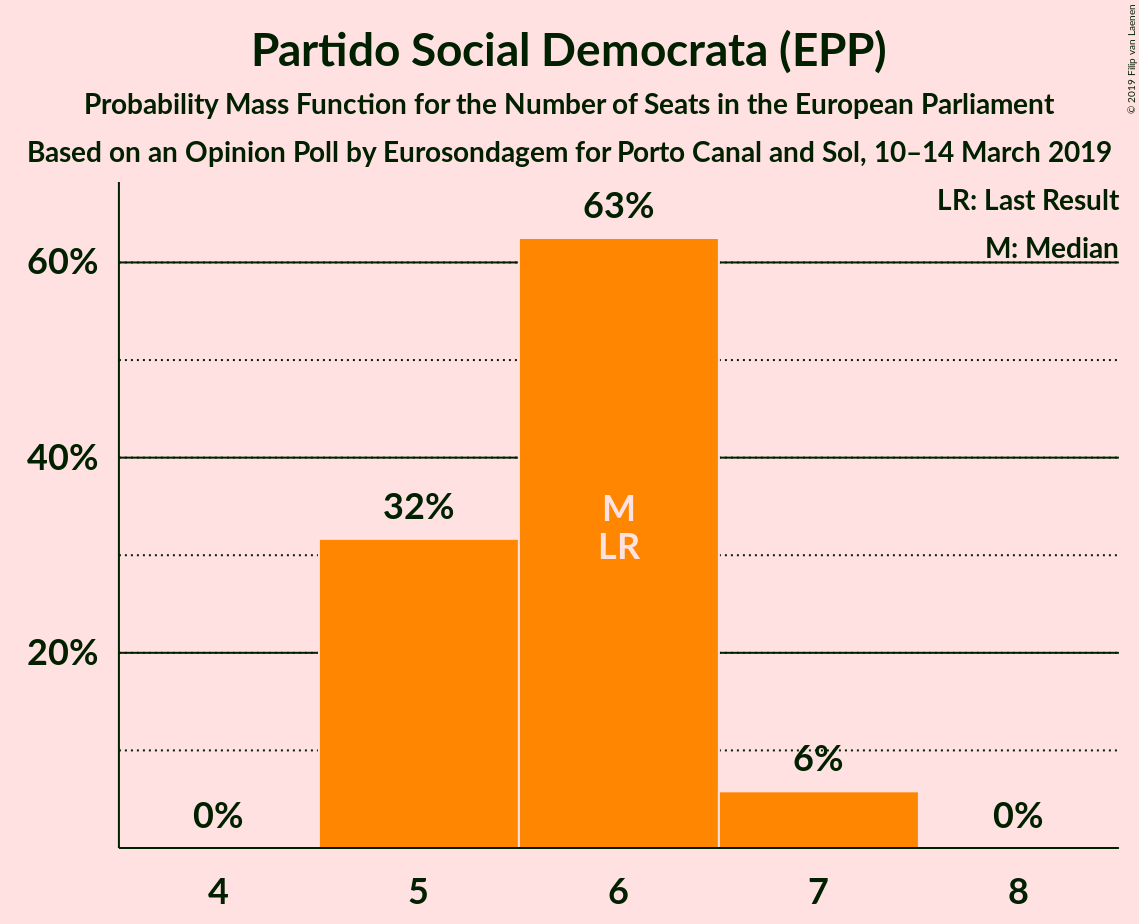 Partido Social Democrata (EPP)
Probability Mass Function for the Number of Seats in the European Parliament
Based on an Opinion Poll by Eurosondagem for Porto Canal and Sol, 10–14 March 2019
© 2019 Filip van Laenen
LR: Last Result
M: Median
63%
60%
40%
32%
M
LR
20%
6%
0%
0%
4
5
6
7
8